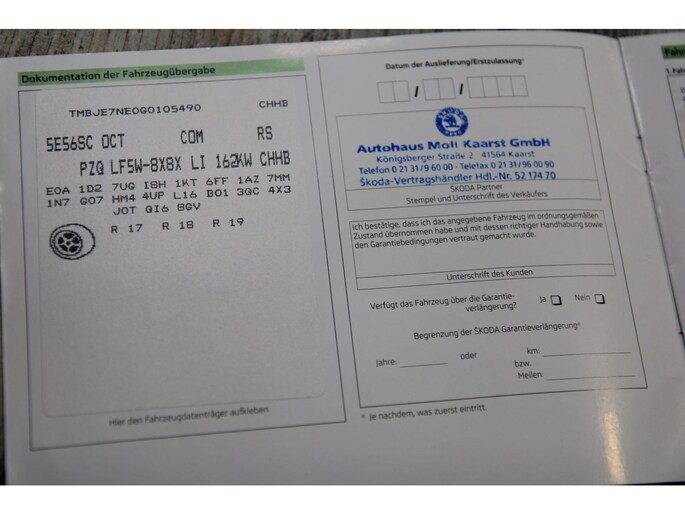 Dokumentation der Fahrzeugübergabe
TMBJE7NE0G0105490 CHHB
5E56SC OCT COM RS
PZQ LF5W-8X8X LI 162KW CHHB
E0A 1D2 7UG I8H 1KT 6FF 1AZ 7MM
1N7 G07 HM4 4UP L16 B01 3GC 4X3
J0T QI6 8GV
R 17 R 18 R 19
Hier den Fahrzeugdatenträger aufkleben
Datum der Auslieferung/Erstzulassung*
/ /
ŠKODA
Autohaus Moll Kaarst GmbH
Königsberger Straße 2 41564 Kaarst
Telefon 0 21 31/9 60 00 - Telefax 0 21 31/96 00 90
Škoda-Vertragshändler Hdl.-Nr. 52 174 70
ŠKODA Partner
Stempel und Unterschrift des Verkäufers
Ich bestätige, dass ich das angegebene Fahrzeug im ordnungsgemäßen
Zustand übernommen habe und mit dessen richtiger Handhabung sowie
den Garantiebedingungen vertraut gemacht wurde.
Unterschrift des Kunden
Verfügt das Fahrzeug über die Garantie-
verlängerung? Ja Nein
Begrenzung der ŠKODA Garantieverlängerung*
Jahre: oder km:
bzw.
Meilen:
* Je nachdem, was zuerst eintritt.
1. Fah